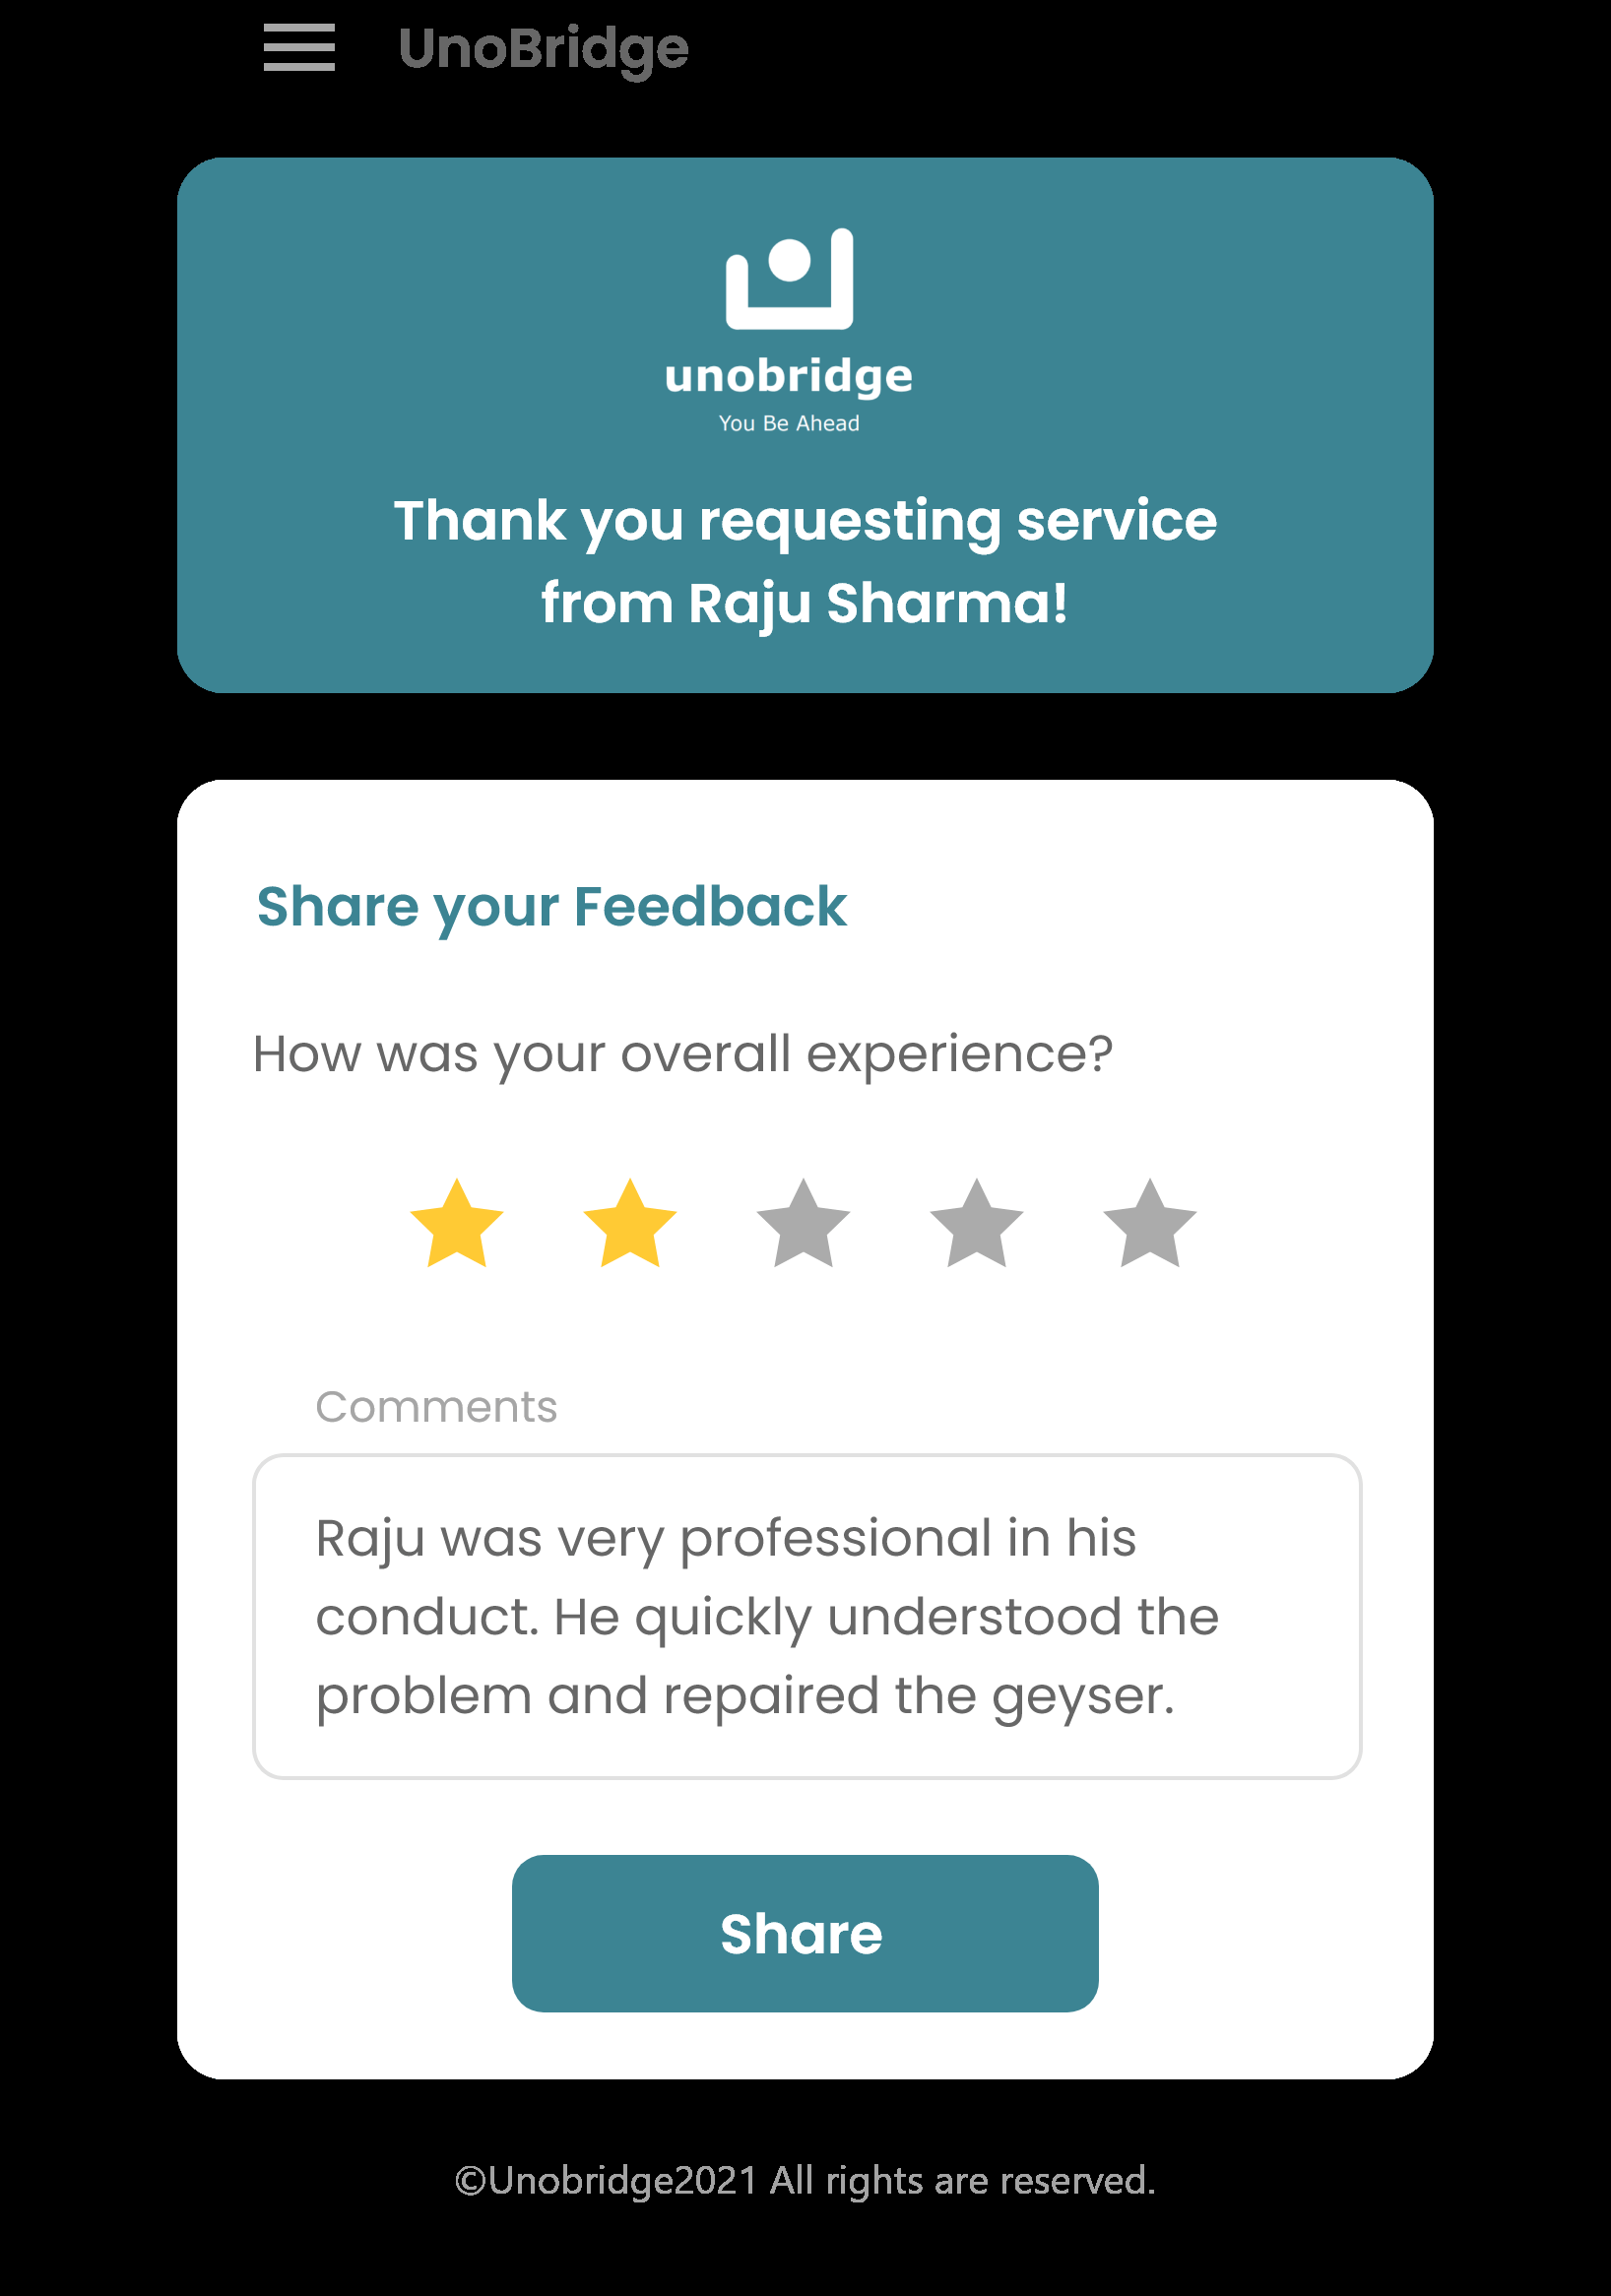 UnoBridge
unobridge
You Be Ahead
Thank you requesting service
from Raju Sharma!
Share your Feedback
How was your overall experience?
Comments
Raju was very professional in his
conduct. He quickly understood the
problem and repaired the geyser.
Share
©Unobridge2021 All rights are reserved.